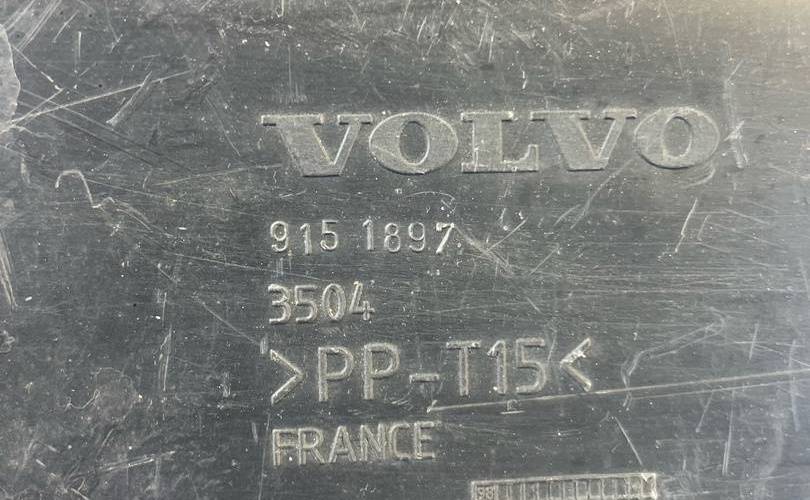 VOLVO
915 1897
3504
>PP-T15<
FRANCE